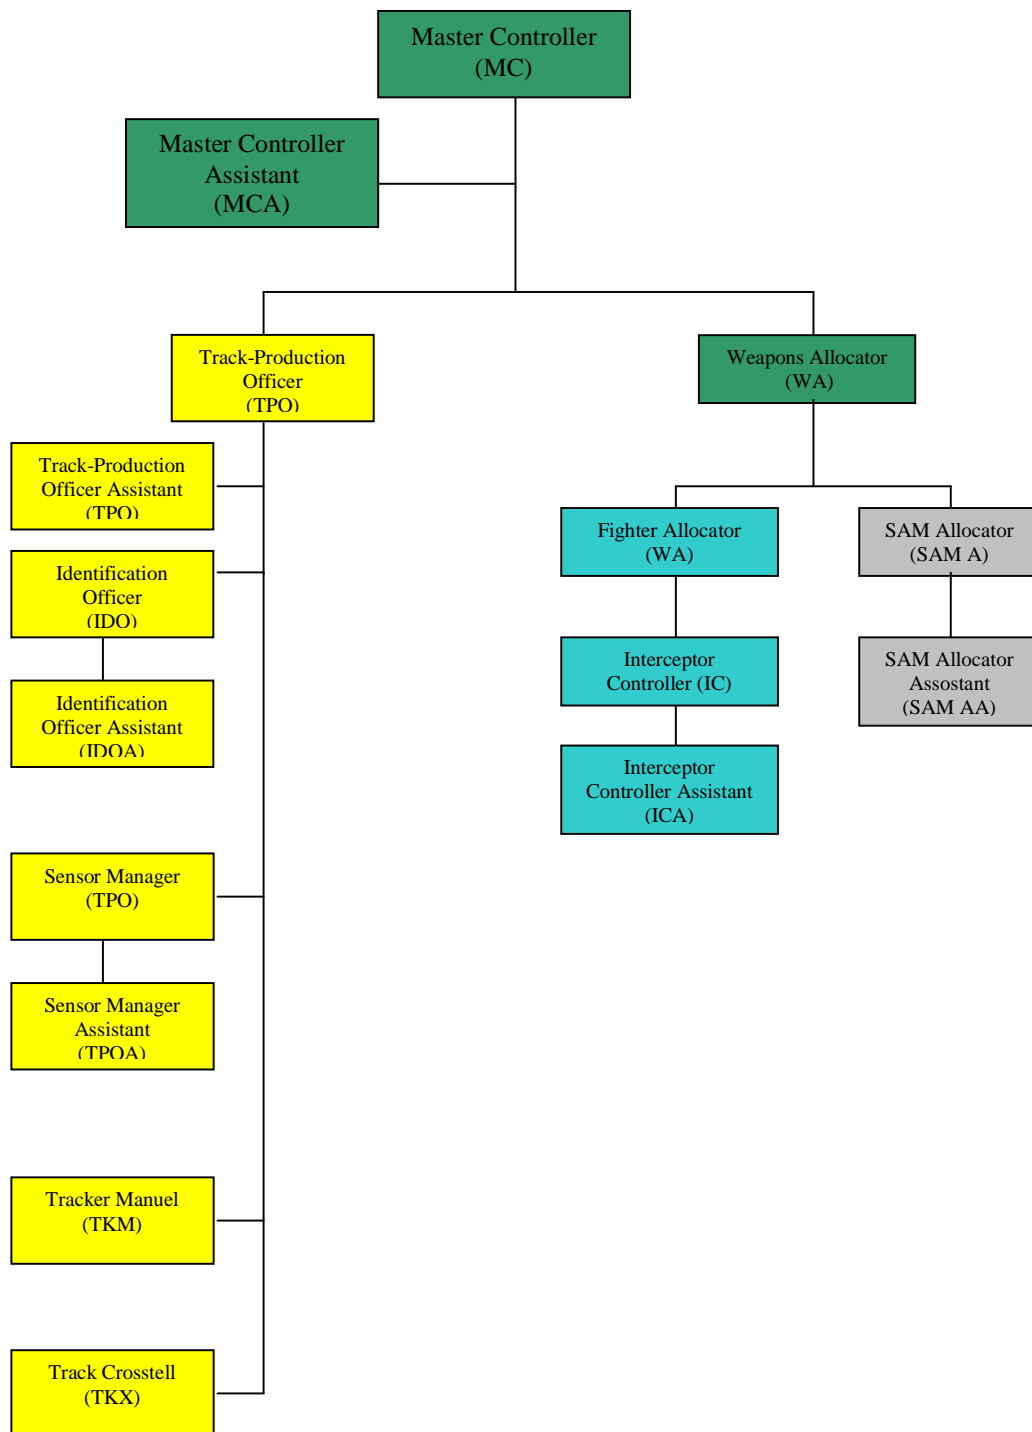 Master Controller
(MC)
Master Controller
Assistant
(MCA)
Track-Production
Officer
(TPO)
Weapons Allocator
(WA)
Track-Production
Officer Assistant
(TPO)
Identification
Officer
(IDO)
Identification
Officer Assistant
(IDOA)
Sensor Manager
(TPO)
Sensor Manager
Assistant
(TPOA)
Tracker Manuel
(TKM)
Track Crosstell
(TKX)
Fighter Allocator
(WA)
Interceptor
Controller (IC)
Interceptor
Controller Assistant
(ICA)
SAM Allocator
(SAM A)
SAM Allocator
Assostant
(SAM AA)